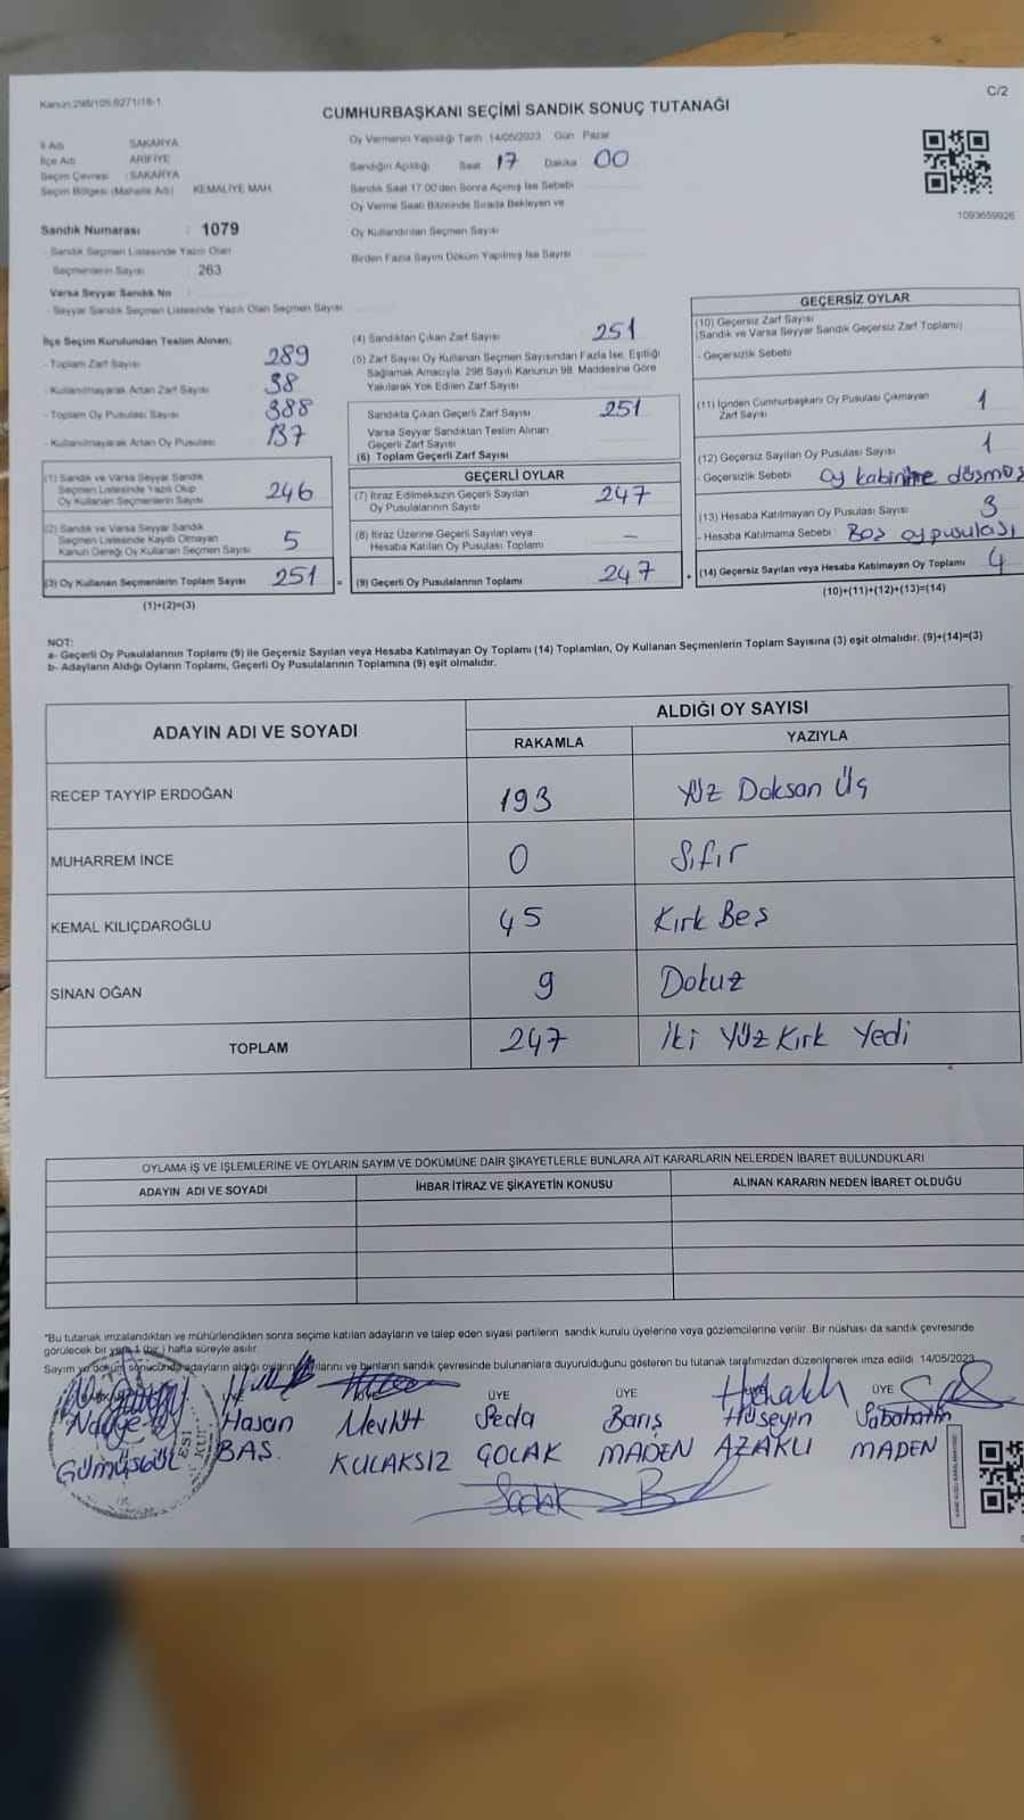 Kanun:298/105.6271/16-1
C/2
CUMHURBAŞKANI SEÇİMİ SANDIK SONUÇ TUTANAĞI
İl Adı SAKARYA
İlçe Adı ARİFİYE
Seçim Çevresi : SAKARYA
Seçim Bölgesi (Mahalle Adı) KEMALİYE MAH.
Oy Vermenin Yapıldığı Tarih 14/05/2023 Gün Pazar
Sandığın Açıldığı Saat 17 Dakika 00
Sandık Saat 17.00'den Sonra Açılmış İse Sebebi
Oy Verme Saati Bitiminde Sırada Bekleyen ve
Oy Kullandırılan Seçmen Sayısı
Birden Fazla Sayım Döküm Yapılmış İse Sayısı
1093659926
Sandık Numarası : 1079
- Sandık Seçmen Listesinde Yazılı Olan
Seçmenlerin Sayısı 263
Varsa Seyyar Sandık No
- Seyyar Sandık Seçmen Listesinde Yazılı Olan Seçmen Sayısı
İlçe Seçim Kurulundan Teslim Alınan;
- Toplam Zarf Sayısı 289
- Kullanılmayarak Artan Zarf Sayısı 38
- Toplam Oy Pusulası Sayısı 388
- Kullanılmayarak Artan Oy Pusulası 137
(1) Sandık ve Varsa Seyyar Sandık
Seçmen Listesinde Yazılı Olup
Oy Kullanan Seçmenlerin Sayısı 246
(2) Sandık ve Varsa Seyyar Sandık
Seçmen Listesinde Kayıtlı Olmayan
Kanun Gereği Oy Kullanan Seçmen Sayısı 5
(3) Oy Kullanan Seçmenlerin Toplam Sayısı 251
(1)+(2)=(3)
(4) Sandıktan Çıkan Zarf Sayısı 251
(5) Zarf Sayısı Oy Kullanan Seçmen Sayısından Fazla İse, Eşitliği
Sağlamak Amacıyla, 298 Sayılı Kanunun 98. Maddesine Göre
Yakılarak Yok Edilen Zarf Sayısı
Sandıkta Çıkan Geçerli Zarf Sayısı 251
Varsa Seyyar Sandıktan Teslim Alınan
Geçerli Zarf Sayısı
(6) Toplam Geçerli Zarf Sayısı
GEÇERLİ OYLAR
(7) İtiraz Edilmeksizin Geçerli Sayılan
Oy Pusulalarının Sayısı 247
(8) İtiraz Üzerine Geçerli Sayılan veya
Hesaba Katılan Oy Pusulası Toplamı -
= (9) Geçerli Oy Pusulalarının Toplamı 247
GEÇERSİZ OYLAR
(10) Geçersiz Zarf Sayısı
(Sandık ve Varsa Seyyar Sandık Geçersiz Zarf Toplamı)
- Geçersizlik Sebebi
(11) İçinden Cumhurbaşkanı Oy Pusulası Çıkmayan
Zarf Sayısı 1
(12) Geçersiz Sayılan Oy Pusulası Sayısı 1
- Geçersizlik Sebebi Oy kabinine
(13) Hesaba Katılmayan Oy Pusulası Sayısı 3
- Hesaba Katılmama Sebebi : Boş oy pusulası
+ (14) Geçersiz Sayılan veya Hesaba Katılmayan Oy Toplamı 4
(10)+(11)+(12)+(13)=(14)
NOT:
a- Geçerli Oy Pusulalarının Toplamı (9) ile Geçersiz Sayılan veya Hesaba Katılmayan Oy Toplamı (14) Toplamları, Oy Kullanan Seçmenlerin Toplam Sayısına (3) eşit olmalıdır. (9)+(14)=(3)
b- Adayların Aldığı Oyların Toplamı, Geçerli Oy Pusulalarının Toplamına (9) eşit olmalıdır.
ADAYIN ADI VE SOYADI
ALDIĞI OY SAYISI
RAKAMLA YAZIYLA
RECEP TAYYİP ERDOĞAN 193 Yüz Doksan Üç
MUHARREM İNCE 0 Sıfır
KEMAL KILIÇDAROĞLU 45 Kırk Beş
SİNAN OĞAN 9 Dokuz
TOPLAM 247 İki Yüz Kırk Yedi
OYLAMA İŞ VE İŞLEMLERİNE VE OYLARIN SAYIM VE DÖKÜMÜNE DAİR ŞİKAYETLERLE BUNLARA AİT KARARLARIN NELERDEN İBARET BULUNDUKLARI
ADAYIN ADI VE SOYADI İHBAR İTİRAZ VE ŞİKAYETİN KONUSU ALINAN KARARIN NEDEN İBARET OLDUĞU
"Bu tutanak imzalandıktan ve mühürlendikten sonra seçime katılan adayların ve talep eden siyasi partilerin sandık kurulu üyelerine veya gözlemcilerine verilir. Bir nüshası da sandık çevresinde
görülecek bir yere 1 (bir) hafta süreyle asılır.
Sayım ve döküm sonucunda adayların aldığı oyların ve bunların sandık çevresinde bulunanlara duyurulduğunu gösteren bu tutanak tarafımızdan düzenlenerek imza edildi. 14/05/2023
ÜYE ÜYE ÜYE
Hasan Mevlüt Seda Barış Hüseyin Sabahattin
BAŞ KULAKSIZ ÇOLAK MADEN AZAKLI MADEN